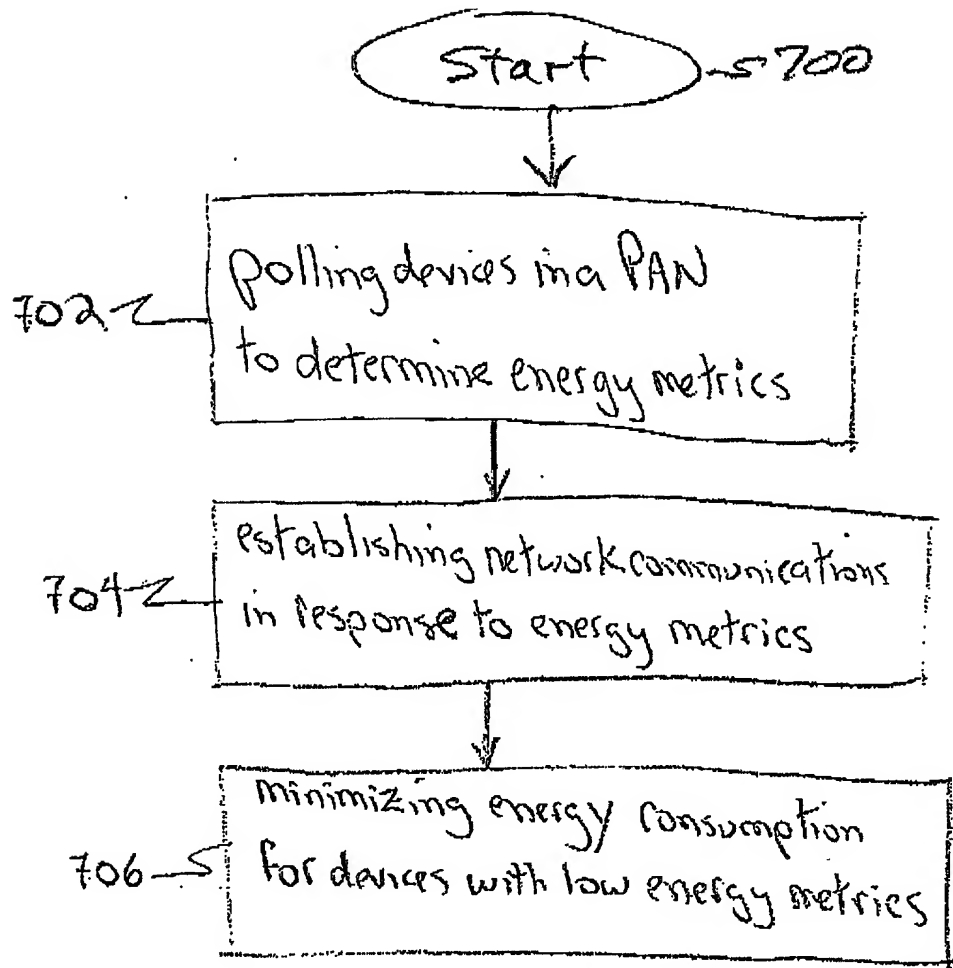 Start 700
702
polling devices in a PAN
to determine energy metrics
704
establishing network communications
in response to energy metrics
706
minimizing energy consumption
for devices with low energy metrics